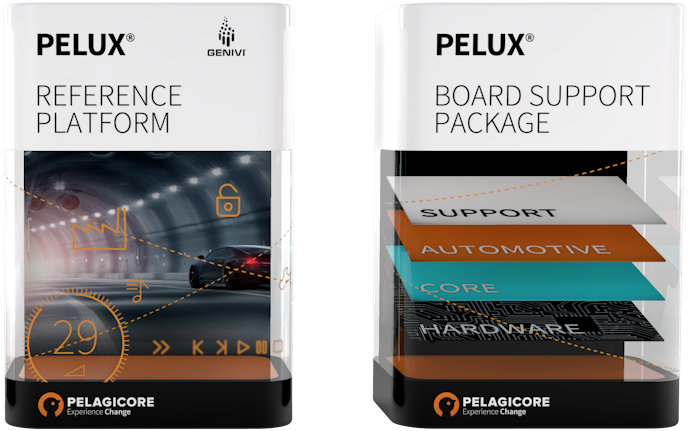 PELUX®
GENIVI®
REFERENCE
PLATFORM
29
PELAGICORE
Experience Change
PELUX®
BOARD SUPPORT
PACKAGE
SUPPORT
AUTOMOTIVE
CORE
HARDWARE
PELAGICORE
Experience Change